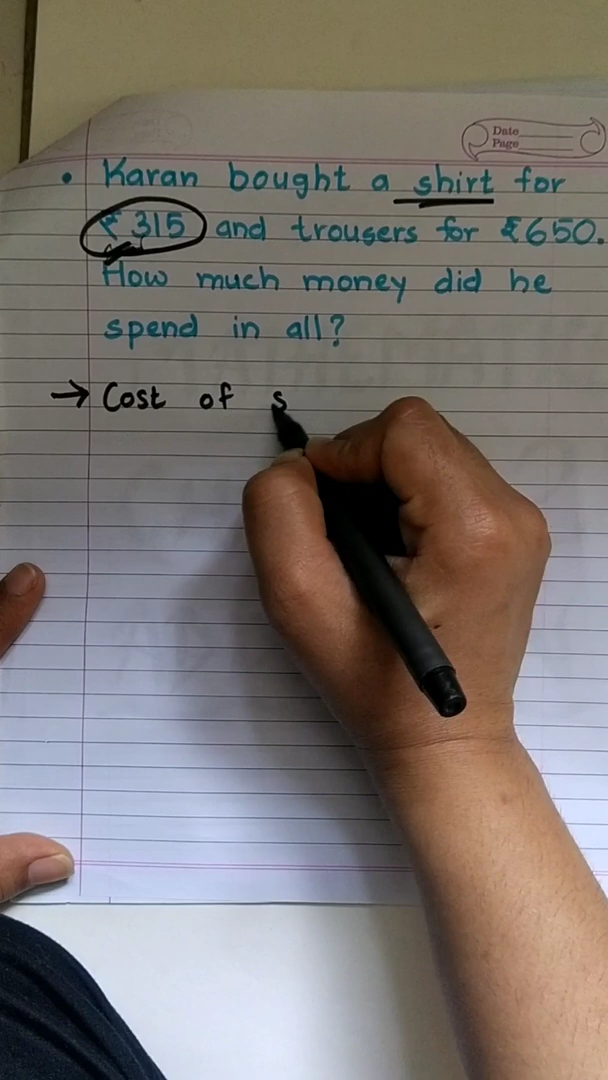 Date
Page
• Karan bought a shirt for
₹315 and trousers for ₹650.
How much money did he
spend in all?
→ Cost of s